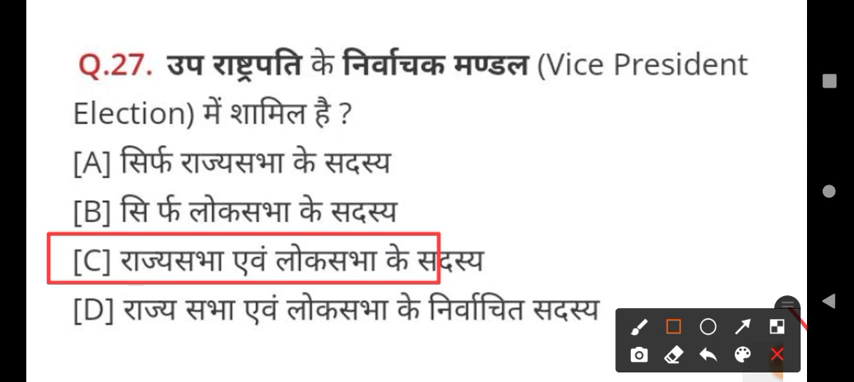 Q.27. उप राष्ट्रपति के निर्वाचक मण्डल (Vice President
Election) में शामिल है ?
[A] सिर्फ राज्यसभा के सदस्य
[B] सि र्फ लोकसभा के सदस्य
[C] राज्यसभा एवं लोकसभा के सदस्य
[D] राज्य सभा एवं लोकसभा के निर्वाचित सदस्य